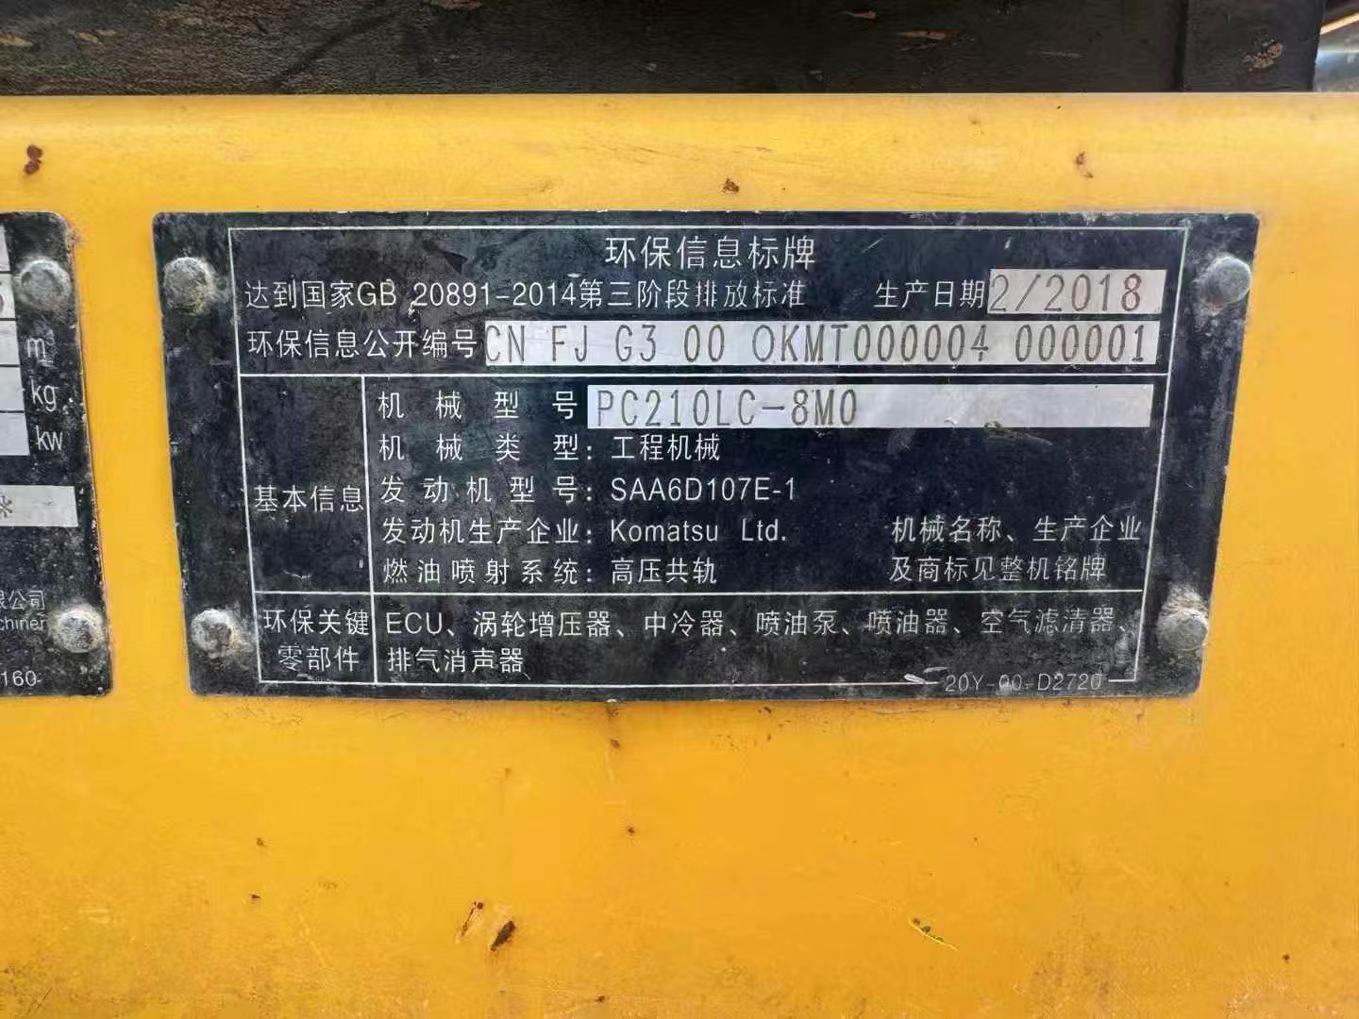 环保信息标牌
达到国家GB 20891-2014第三阶段排放标准 生产日期 2/2018
环保信息公开编号 CN FJ G3 00 0KMT000004 000001
基本信息
机械型号 PC210LC-8M0
机械类型：工程机械
发动机型号：SAA6D107E-1
发动机生产企业：Komatsu Ltd. 机械名称、生产企业
燃油喷射系统：高压共轨 及商标见整机铭牌
环保关键 ECU、涡轮增压器、中冷器、喷油泵、喷油器、空气滤清器、
零部件 排气消声器
20Y-00-D2720
m
kg
kw
公司
160